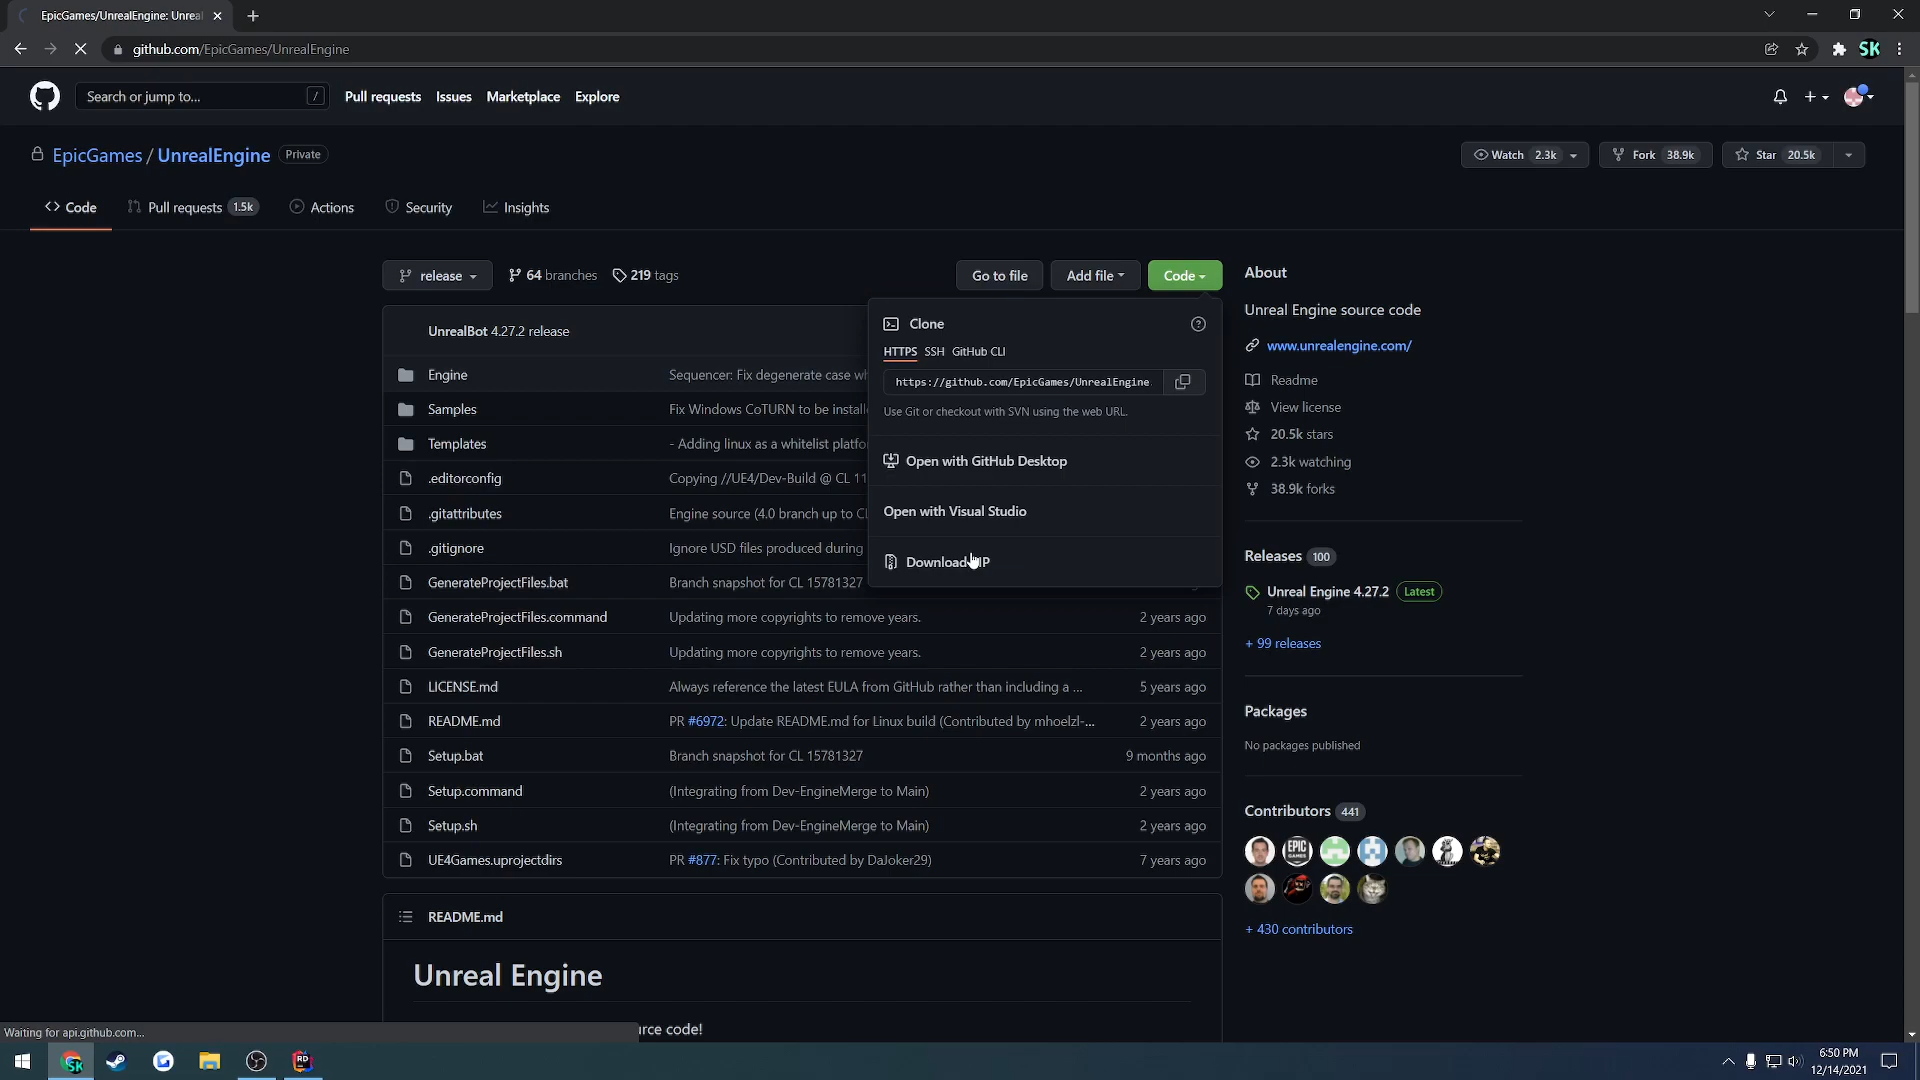 EpicGames/UnrealEngine: Unreal
github.com/EpicGames/UnrealEngine
SK
Search or jump to... /
Pull requests Issues Marketplace Explore
EpicGames / UnrealEngine Private
Watch 2.3k Fork 38.9k Star 20.5k
Code Pull requests 1.5k Actions Security Insights
release 64 branches 219 tags Go to file Add file Code
UnrealBot 4.27.2 release
Engine Sequencer: Fix degenerate case
Samples Fix Windows CoTURN to be
Templates - Adding linux as a whitelist
.editorconfig Copying //UE4/Dev-Build @ CL 11
.gitattributes Engine source (4.0 branch up to
.gitignore Ignore USD files produced during
GenerateProjectFiles.bat Branch snapshot for CL 15781327
GenerateProjectFiles.command Updating more copyrights to remove years. 2 years ago
GenerateProjectFiles.sh Updating more copyrights to remove years. 2 years ago
LICENSE.md Always reference the latest EULA from GitHub rather than including a ... 5 years ago
README.md PR #6972: Update README.md for Linux build (Contributed by mhoelzl-... 2 years ago
Setup.bat Branch snapshot for CL 15781327 9 months ago
Setup.command (Integrating from Dev-EngineMerge to Main) 2 years ago
Setup.sh (Integrating from Dev-EngineMerge to Main) 2 years ago
UE4Games.uprojectdirs PR #877: Fix typo (Contributed by DaJoker29) 7 years ago
Clone
HTTPS SSH GitHub CLI
https://github.com/EpicGames/UnrealEngine.
Use Git or checkout with SVN using the web URL.
Open with GitHub Desktop
Open with Visual Studio
Download
README.md
Unreal Engine
source code!
About
Unreal Engine source code
www.unrealengine.com/
Readme
View license
20.5k stars
2.3k watching
38.9k forks
Releases 100
Unreal Engine 4.27.2 Latest
7 days ago
+ 99 releases
Packages
No packages published
Contributors 441
EPIC
GAMES
+ 430 contributors
Waiting for api.github.com...
SK
RD
6:50 PM
12/14/2021